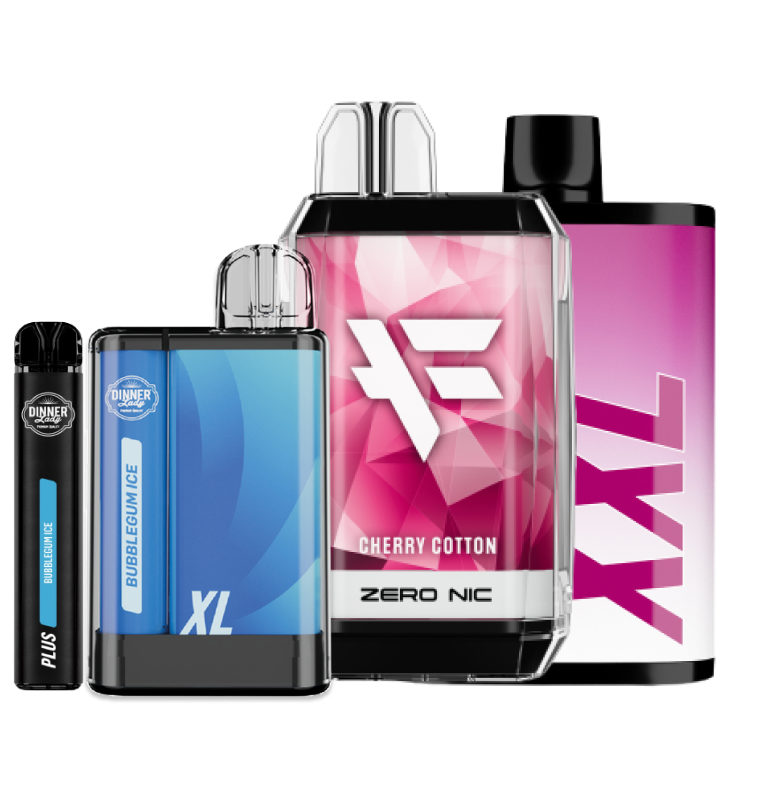 DINNER
Lady
BUBBLEGUM ICE
PLUS
DINNER
Lady
BUBBLEGUM ICE
XL
CHERRY COTTON
ZERO NIC
XXL